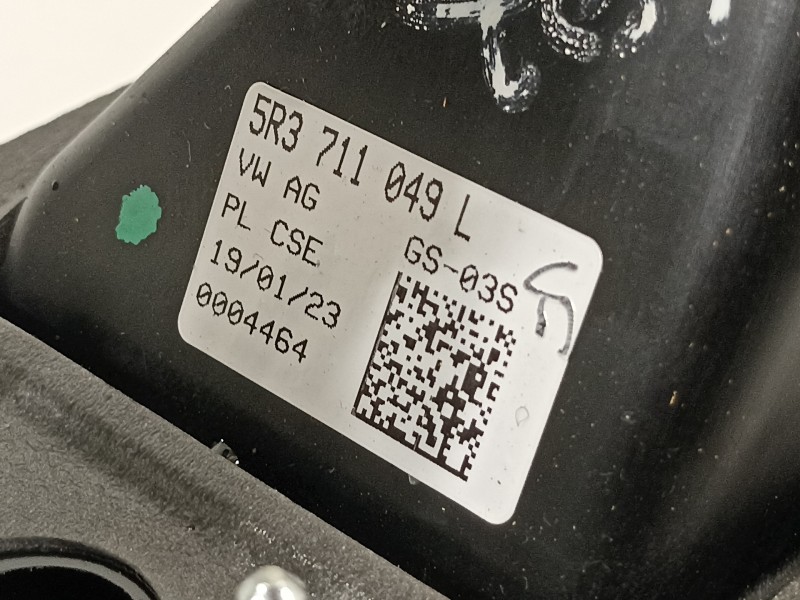 5R3 711 049 L
VW AG
PL CSE GS-03S
19/01/23
0004464